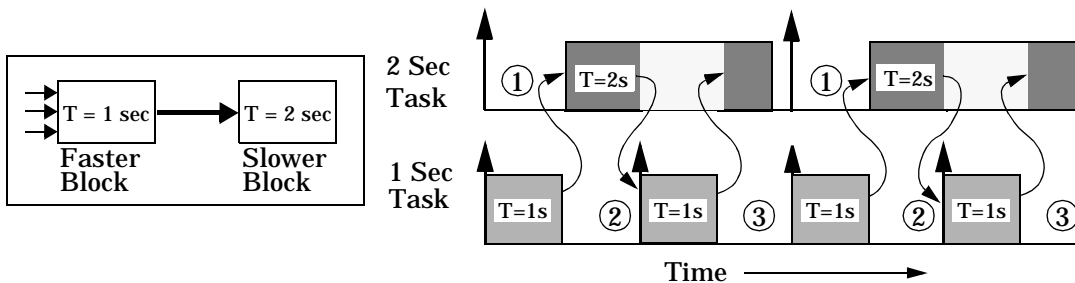 T = 1 sec
T = 2 sec
Faster
Block
Slower
Block
2 Sec
Task
1
T=2s
1
T=2s
1 Sec
Task
T=1s
2
T=1s
3
T=1s
2
T=1s
3
Time